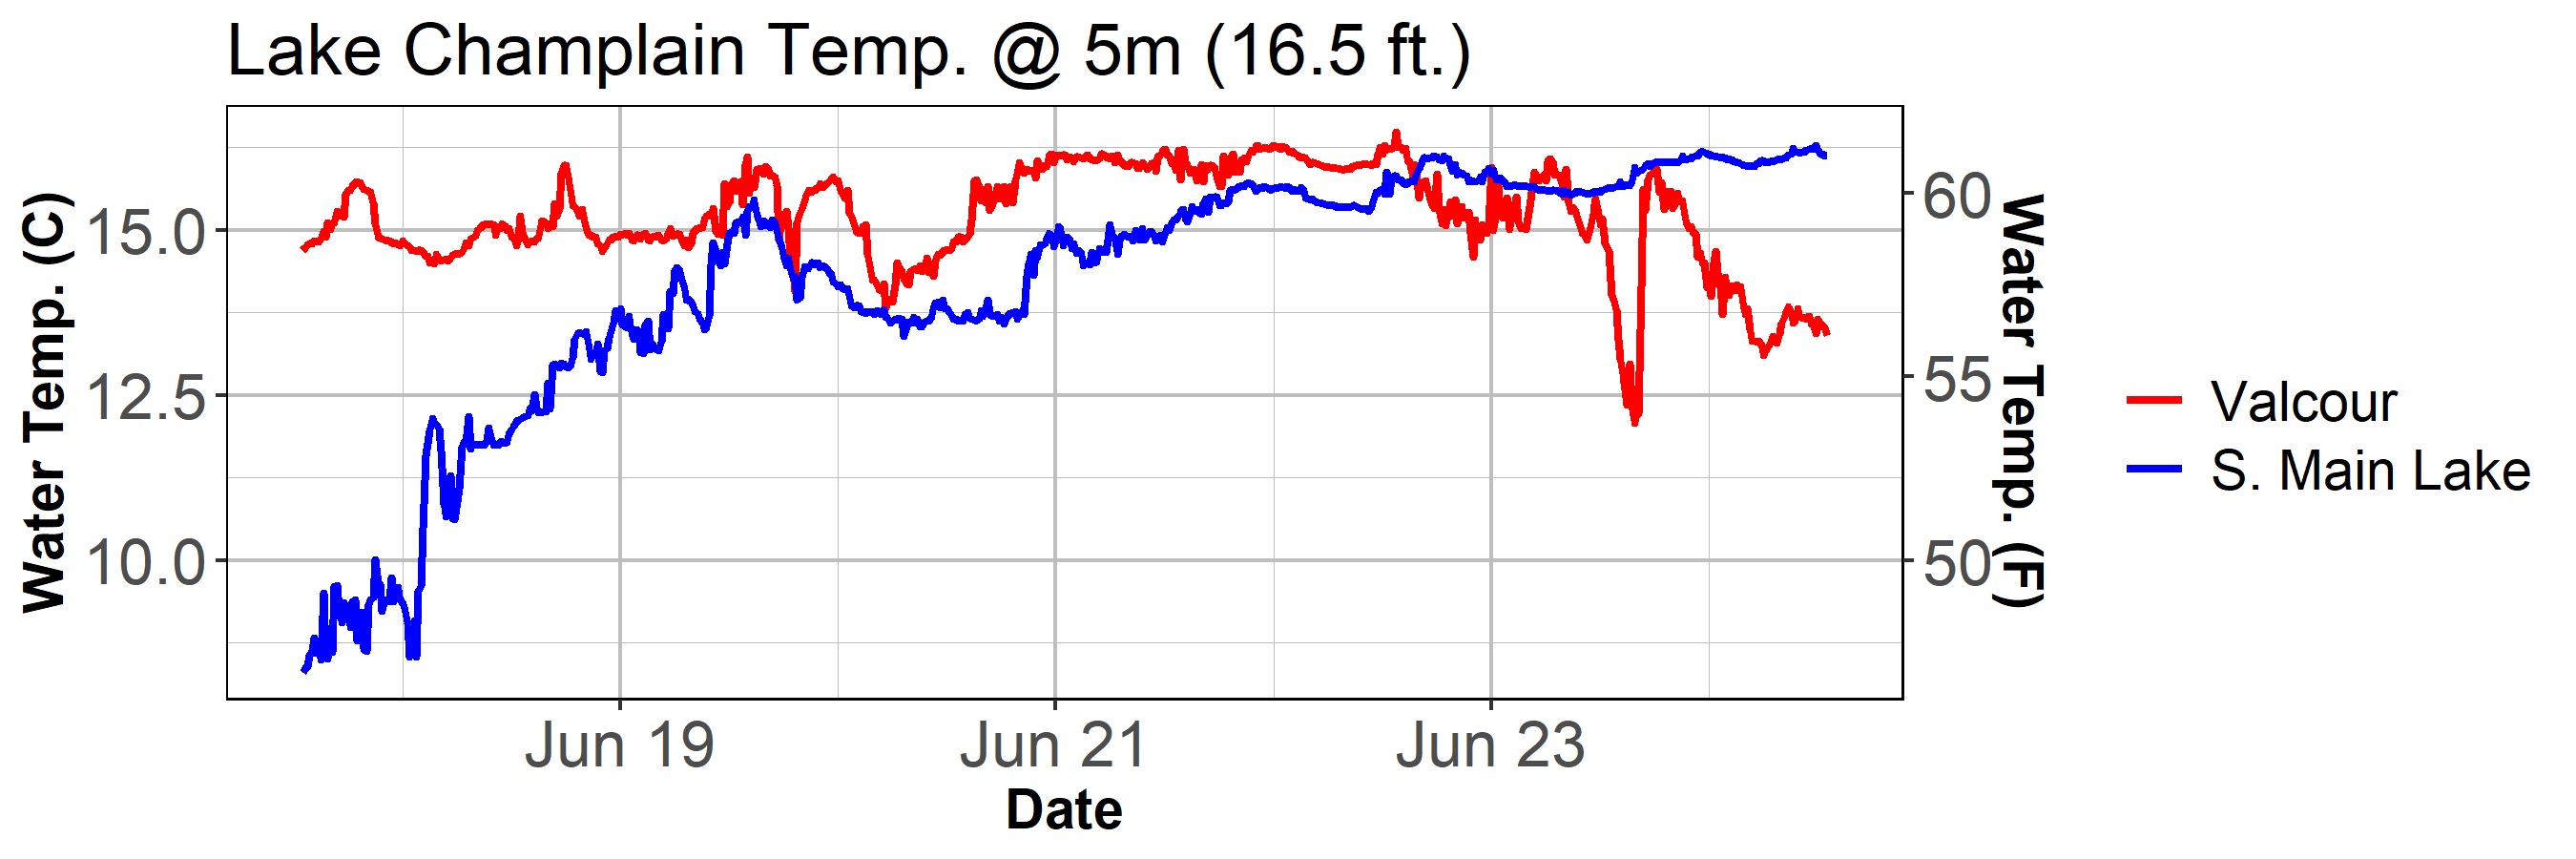 Lake Champlain Temp. @ 5m (16.5 ft.)
Water Temp. (C)
15.0
12.5
10.0
60
55
50
Water Temp. (F)
Jun 19
Jun 21
Jun 23
Date
Valcour
S. Main Lake